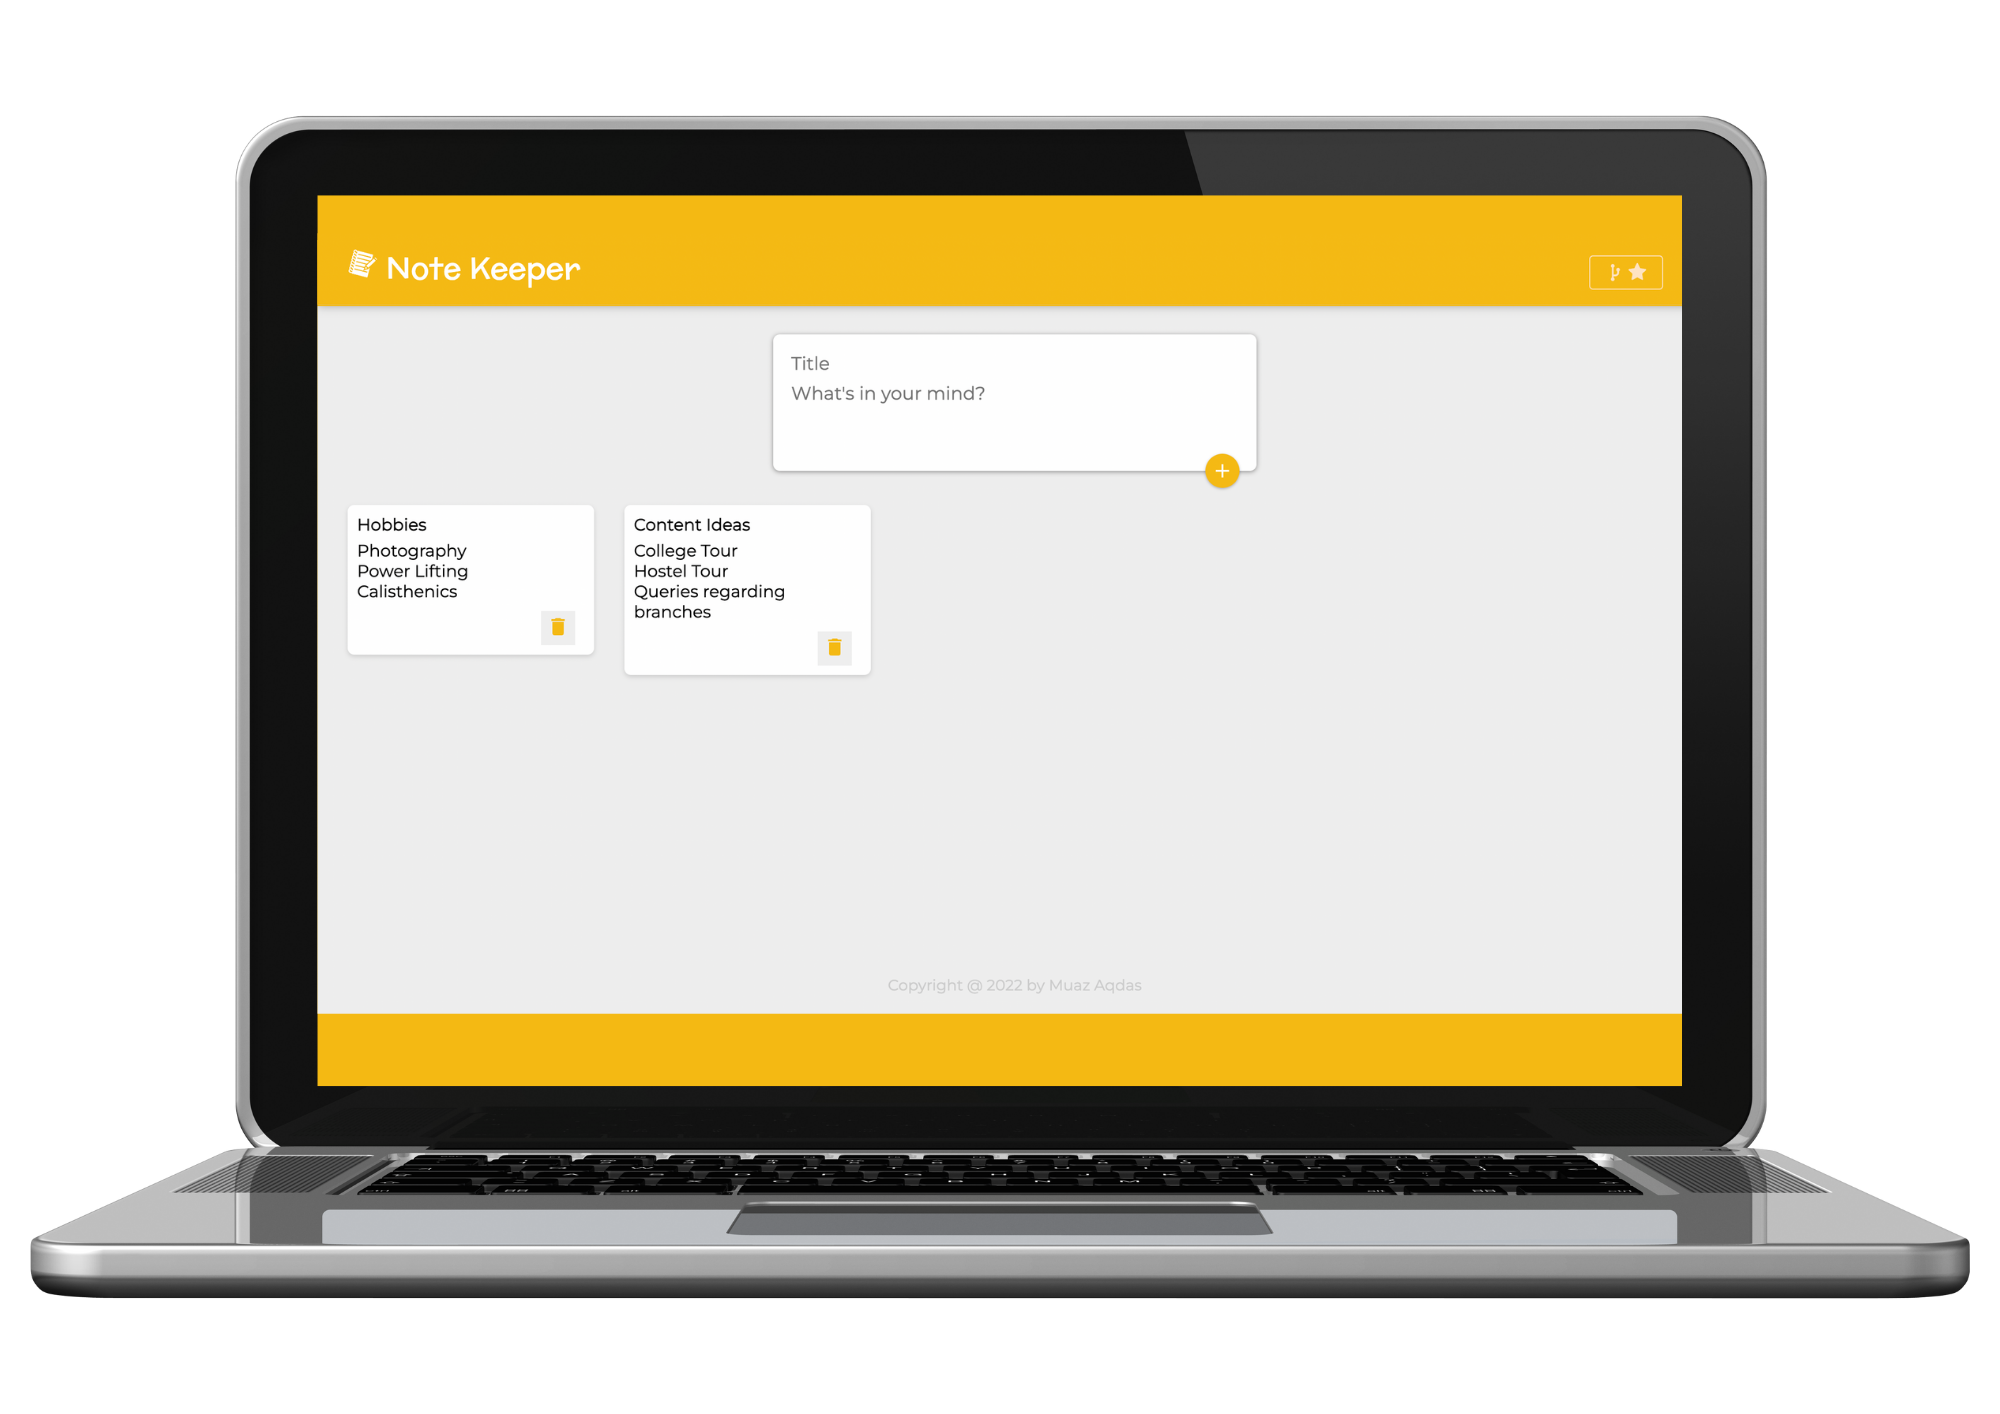 Note Keeper
Title
What's in your mind?
+
Hobbies
Photography
Power Lifting
Calisthenics
Content Ideas
College Tour
Hostel Tour
Queries regarding
branches
Copyright @ 2022 by Muaz Aqdas